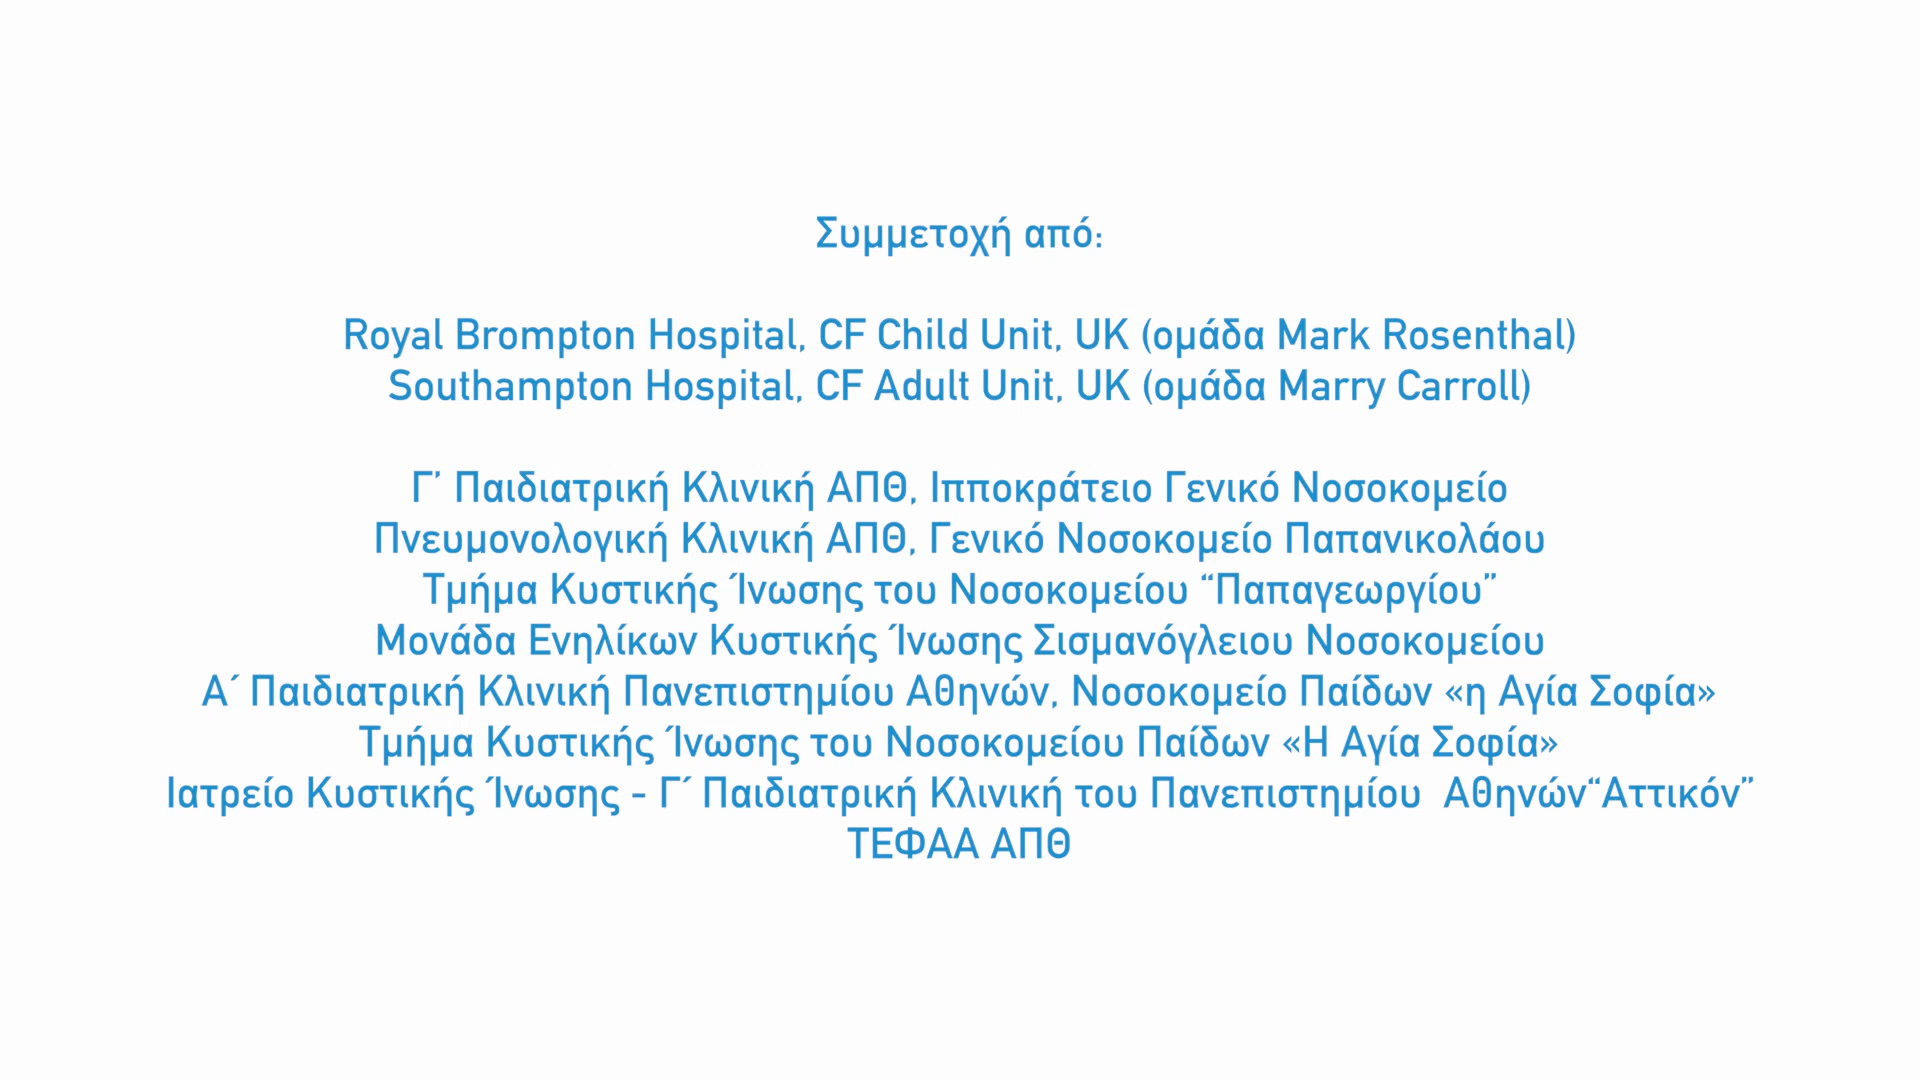 Συμμετοχή από:
Royal Brompton Hospital, CF Child Unit, UK (ομάδα Mark Rosenthal)
Southampton Hospital, CF Adult Unit, UK (ομάδα Marry Carroll)
Γ’ Παιδιατρική Κλινική ΑΠΘ, Ιπποκράτειο Γενικό Νοσοκομείο
Πνευμονολογική Κλινική ΑΠΘ, Γενικό Νοσοκομείο Παπανικολάου
Τμήμα Κυστικής Ίνωσης του Νοσοκομείου “Παπαγεωργίου”
Μονάδα Ενηλίκων Κυστικής Ίνωσης Σισμανόγλειου Νοσοκομείου
Α΄ Παιδιατρική Κλινική Πανεπιστημίου Αθηνών, Νοσοκομείο Παίδων «η Αγία Σοφία»
Τμήμα Κυστικής Ίνωσης του Νοσοκομείου Παίδων «Η Αγία Σοφία»
Ιατρείο Κυστικής Ίνωσης - Γ΄ Παιδιατρική Κλινική του Πανεπιστημίου  Αθηνών“Αττικόν”
ΤΕΦΑΑ ΑΠΘ